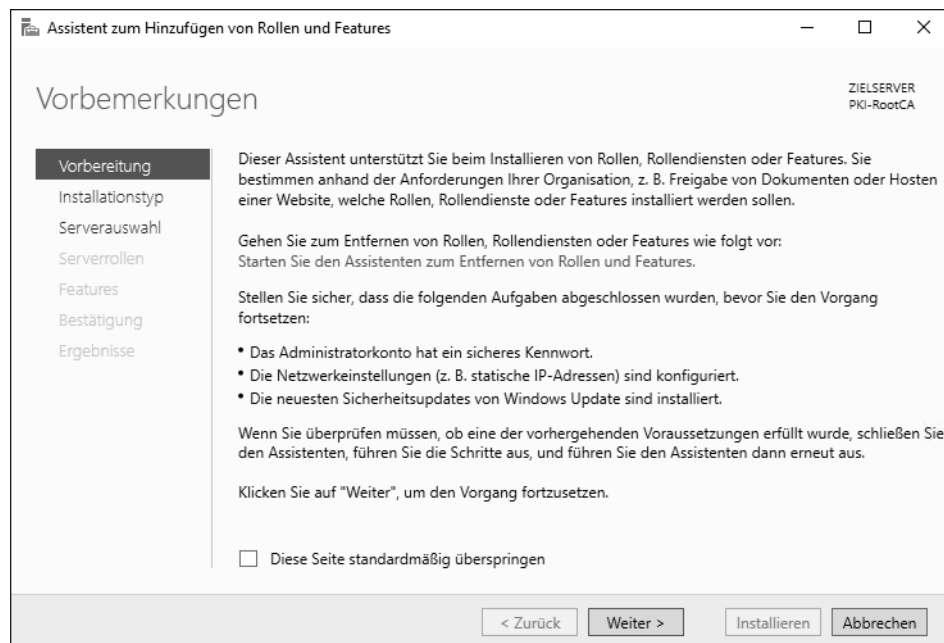 Assistent zum Hinzufügen von Rollen und Features
Vorbemerkungen
ZIELSERVER
PKI-RootCA
Vorbereitung
Installationstyp
Serverauswahl
Serverrollen
Features
Bestätigung
Ergebnisse
Dieser Assistent unterstützt Sie beim Installieren von Rollen, Rollendiensten oder Features. Sie
bestimmen anhand der Anforderungen Ihrer Organisation, z. B. Freigabe von Dokumenten oder Hosten
einer Website, welche Rollen, Rollendienste oder Features installiert werden sollen.
Gehen Sie zum Entfernen von Rollen, Rollendiensten oder Features wie folgt vor:
Starten Sie den Assistenten zum Entfernen von Rollen und Features.
Stellen Sie sicher, dass die folgenden Aufgaben abgeschlossen wurden, bevor Sie den Vorgang
fortsetzen:
• Das Administratorkonto hat ein sicheres Kennwort.
• Die Netzwerkeinstellungen (z. B. statische IP-Adressen) sind konfiguriert.
• Die neuesten Sicherheitsupdates von Windows Update sind installiert.
Wenn Sie überprüfen müssen, ob eine der vorhergehenden Voraussetzungen erfüllt wurde, schließen Sie
den Assistenten, führen Sie die Schritte aus, und führen Sie den Assistenten dann erneut aus.
Klicken Sie auf "Weiter", um den Vorgang fortzusetzen.
Diese Seite standardmäßig überspringen
< Zurück
Weiter >
Installieren
Abbrechen